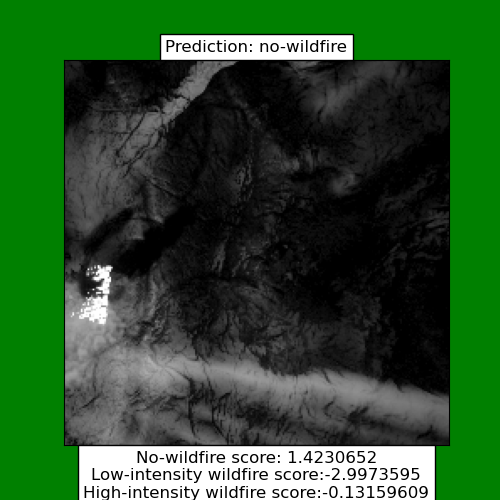 Prediction: no-wildfire
No-wildfire score: 1.4230652
Low-intensity wildfire score:-2.9973595
High-intensity wildfire score:-0.13159609